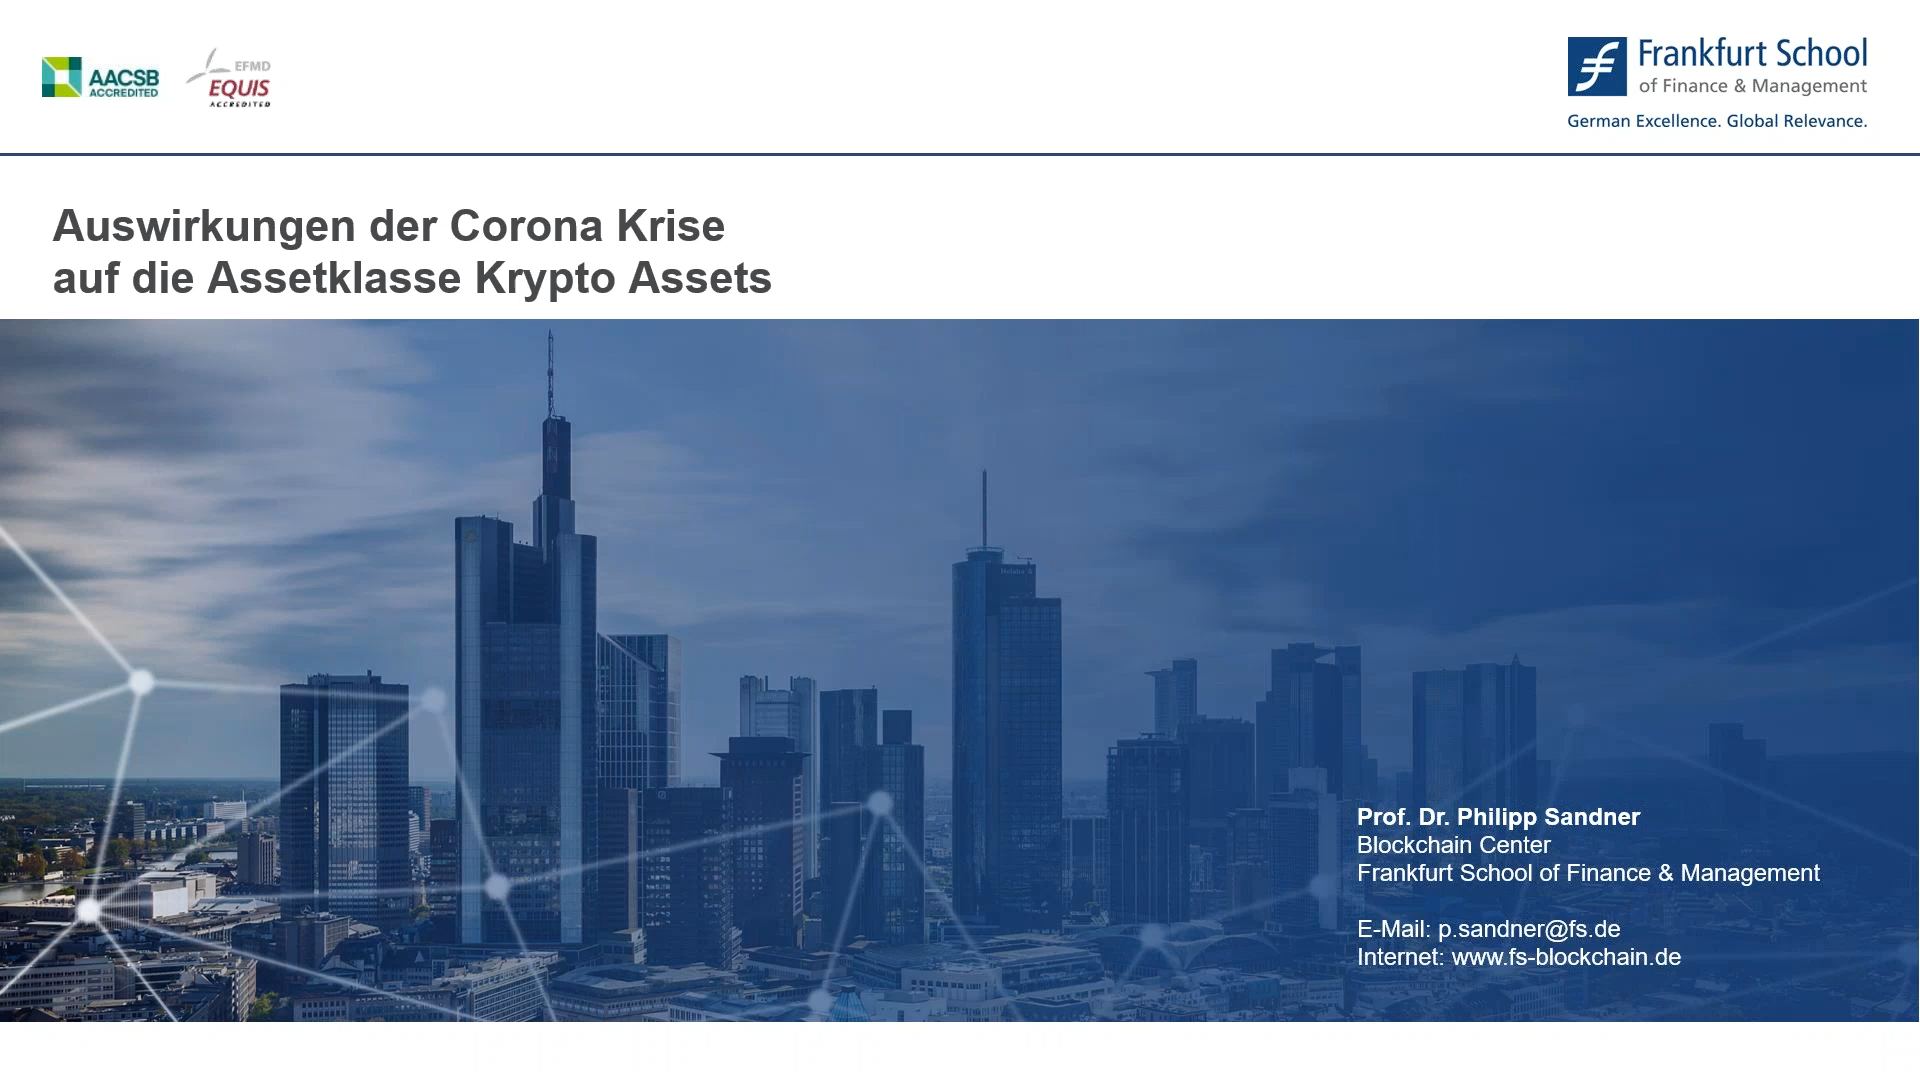 AACSB
ACCREDITED
EFMD
EQUIS
ACCREDITED
Frankfurt School
of Finance & Management
German Excellence. Global Relevance.
Auswirkungen der Corona Krise
auf die Assetklasse Krypto Assets
Helaba
Prof. Dr. Philipp Sandner
Blockchain Center
Frankfurt School of Finance & Management
E-Mail: p.sandner@fs.de
Internet: www.fs-blockchain.de